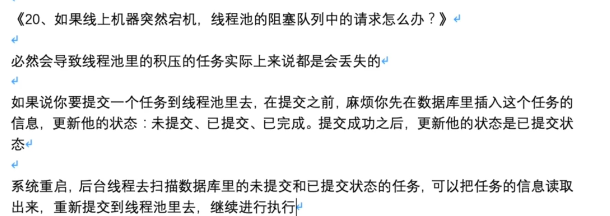 《20、如果线上机器突然宕机，线程池的阻塞队列中的请求怎么办？》
必然会导致线程池里的积压的任务实际上来说都是会丢失的
如果说你要提交一个任务到线程池里去，在提交之前，麻烦你先在数据库里插入这个任务的
信息，更新他的状态：未提交、已提交、已完成。提交成功之后，更新他的状态是已提交状
态
系统重启，后台线程去扫描数据库里的未提交和已提交状态的任务，可以把任务的信息读取
出来，重新提交到线程池里去，继续进行执行